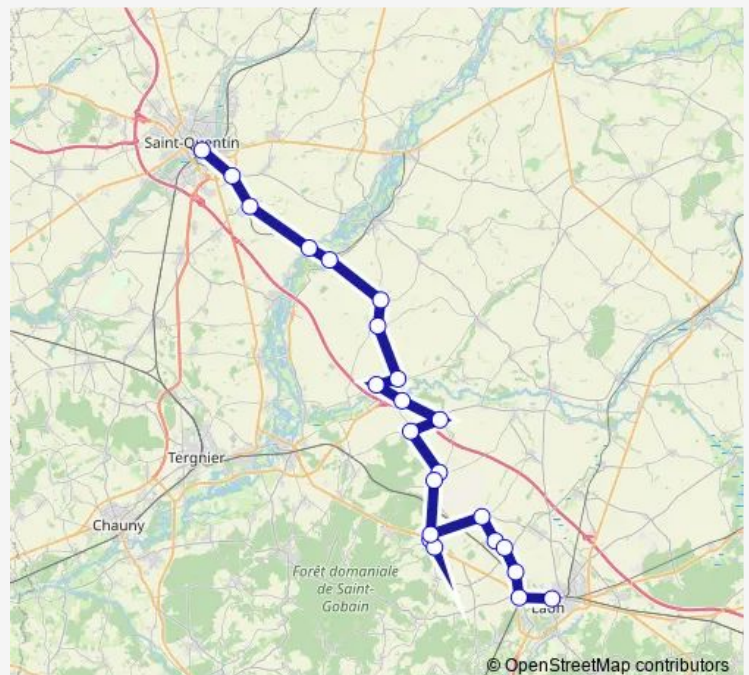 Saint-Quentin
Tergnier
Chauny
Forêt domaniale
de Saint-
Gobain
Laon
© OpenStreetMap contributors